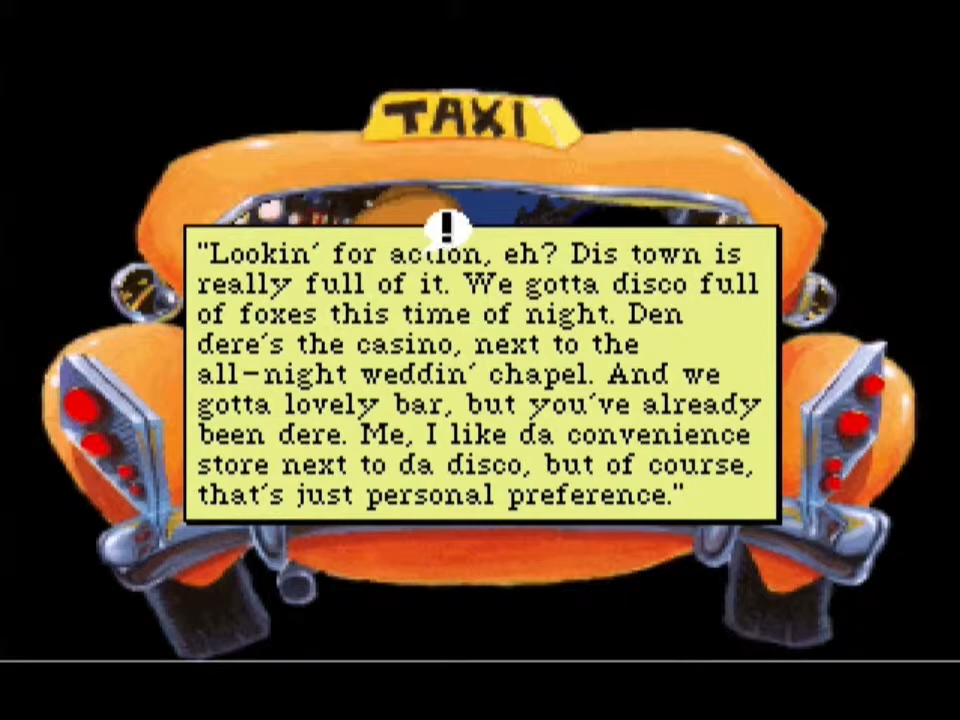 TAXI
!
"Lookin' for action, eh? Dis town is
really full of it. We gotta disco full
of foxes this time of night. Den
dere's the casino, next to the
all-night weddin' chapel. And we
gotta lovely bar, but you've already
been dere. Me, I like da convenience
store next to da disco, but of course,
that's just personal preference."